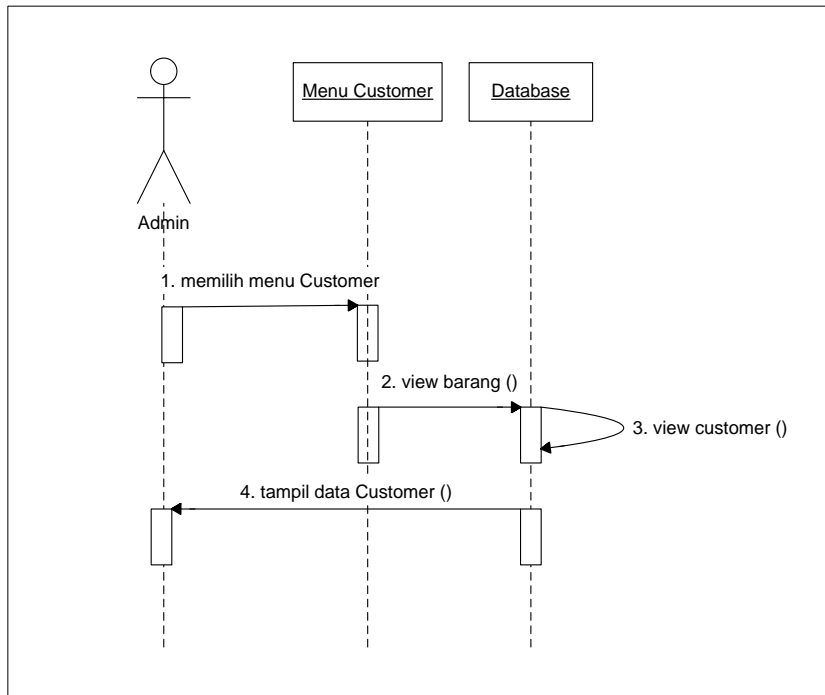 Menu Customer
Database
Admin
1. memilih menu Customer
2. view barang ()
3. view customer ()
4. tampil data Customer ()